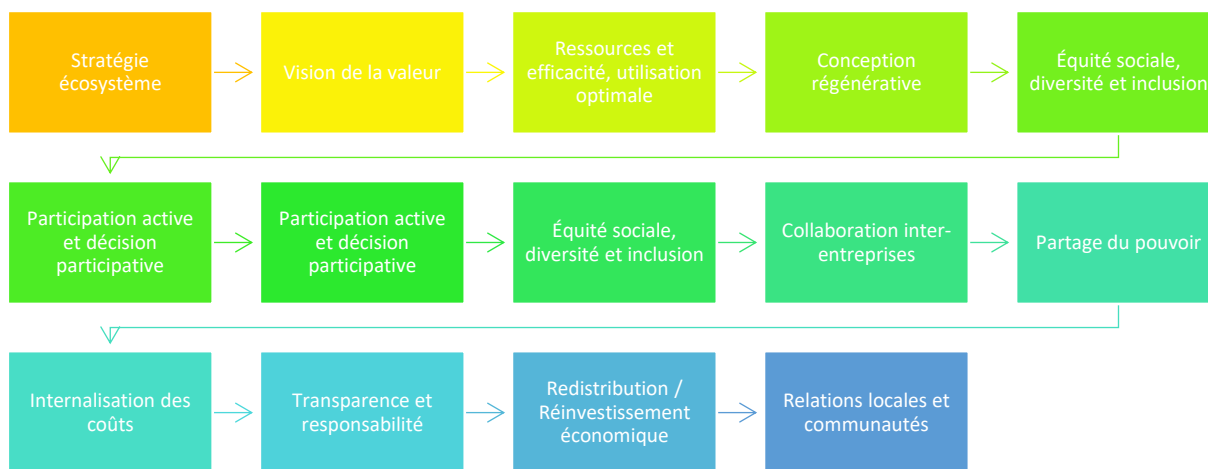 Stratégie
écosystème
Vision de la valeur
Ressources et
efficacité, utilisation
optimale
Conception
régénérative
Équité sociale,
diversité et inclusion
Participation active
et décision
participative
Participation active
et décision
participative
Équité sociale,
diversité et inclusion
Collaboration inter-
entreprises
Partage du pouvoir
Internalisation des
coûts
Transparence et
responsabilité
Redistribution /
Réinvestissement
économique
Relations locales et
communautés